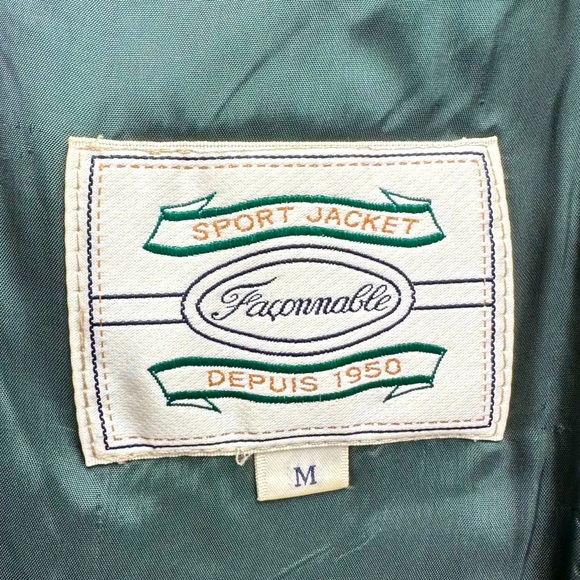 SPORT JACKET
Façonnable
DEPUIS 1950
M